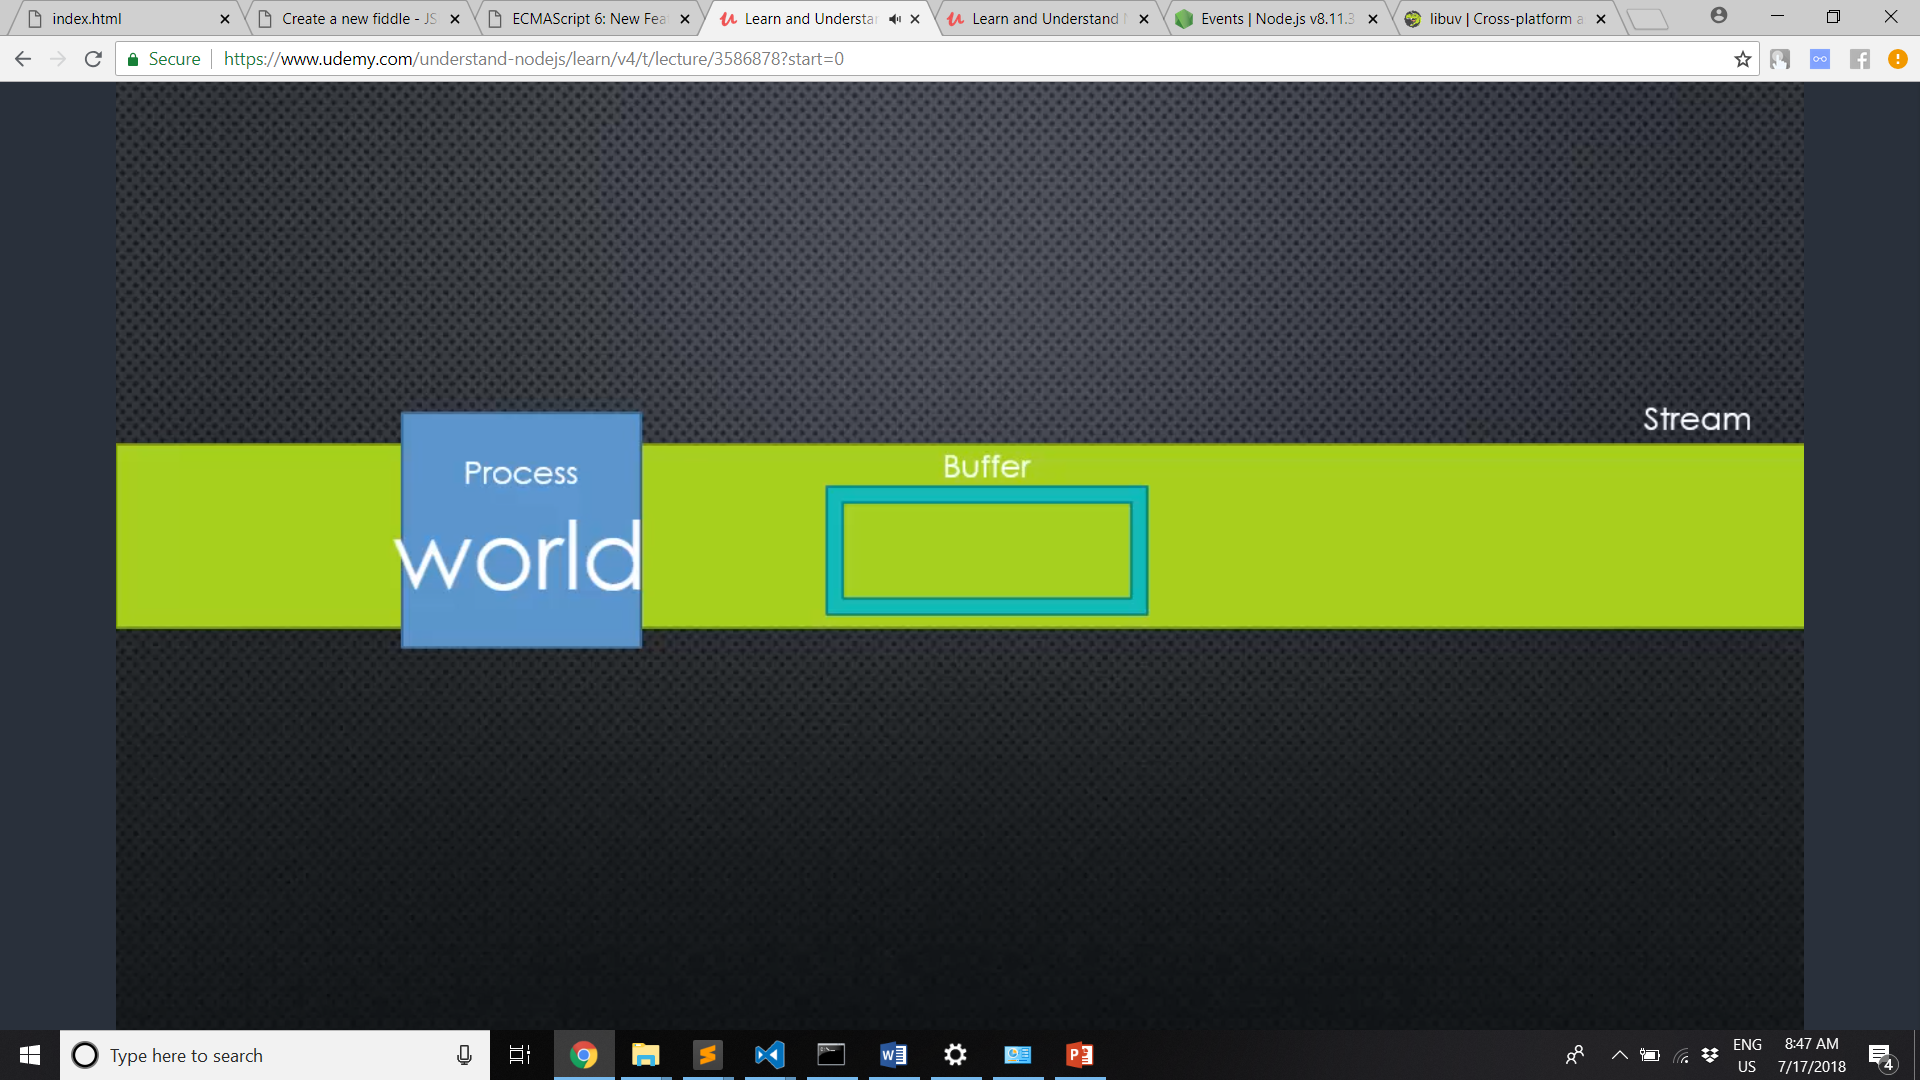 index.html
Create a new fiddle - JS
ECMAScript 6: New Fea
Learn and Understan
Learn and Understand N
Events | Node.js v8.11.3
libuv | Cross-platform a
Secure
https://www.udemy.com/understand-nodejs/learn/v4/t/lecture/3586878?start=0
Stream
Buffer
Process
world
Type here to search
ENG
US
8:47 AM
7/17/2018
4